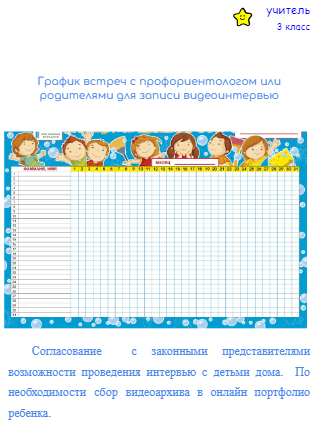 учитель
3 класс
График встреч с профориентологом или
родителями для записи видеоинтервью
МЕСЯЦ
ФАМИЛИЯ, ИМЯ 1 2 3 4 5 6 7 8 9 10 11 12 13 14 15 16 17 18 19 20 21 22 23 24 25 26 27 28 29 30 31
Согласование с законными представителями
возможности проведения интервью с детьми дома. По
необходимости сбор видеоархива в онлайн портфолио
ребенка.